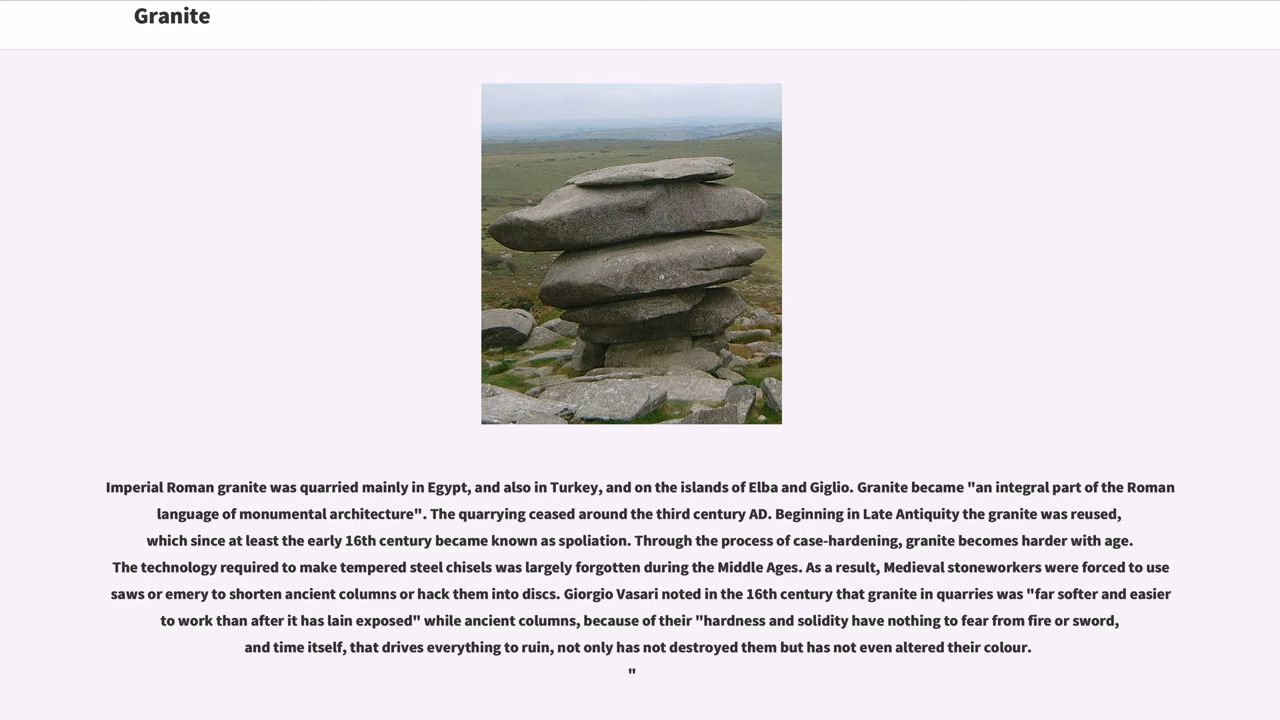 Granite
Imperial Roman granite was quarried mainly in Egypt, and also in Turkey, and on the islands of Elba and Giglio. Granite became "an integral part of the Roman
language of monumental architecture". The quarrying ceased around the third century AD. Beginning in Late Antiquity the granite was reused,
which since at least the early 16th century became known as spoliation. Through the process of case-hardening, granite becomes harder with age.
The technology required to make tempered steel chisels was largely forgotten during the Middle Ages. As a result, Medieval stoneworkers were forced to use
saws or emery to shorten ancient columns or hack them into discs. Giorgio Vasari noted in the 16th century that granite in quarries was "far softer and easier
to work than after it has lain exposed" while ancient columns, because of their "hardness and solidity have nothing to fear from fire or sword,
and time itself, that drives everything to ruin, not only has not destroyed them but has not even altered their colour.
"